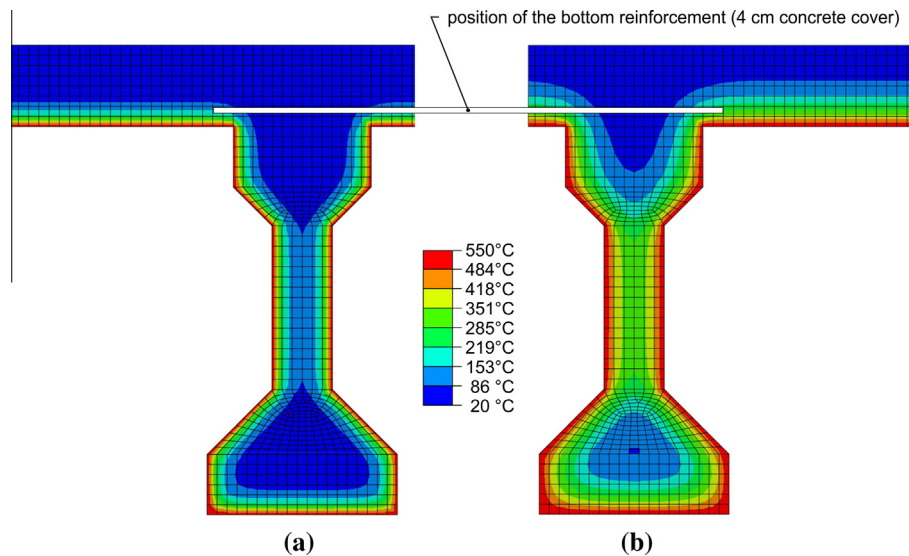 position of the bottom reinforcement (4 cm concrete cover)
550°C
484°C
418°C
351°C
285°C
219°C
153°C
86 °C
20 °C
(a)
(b)